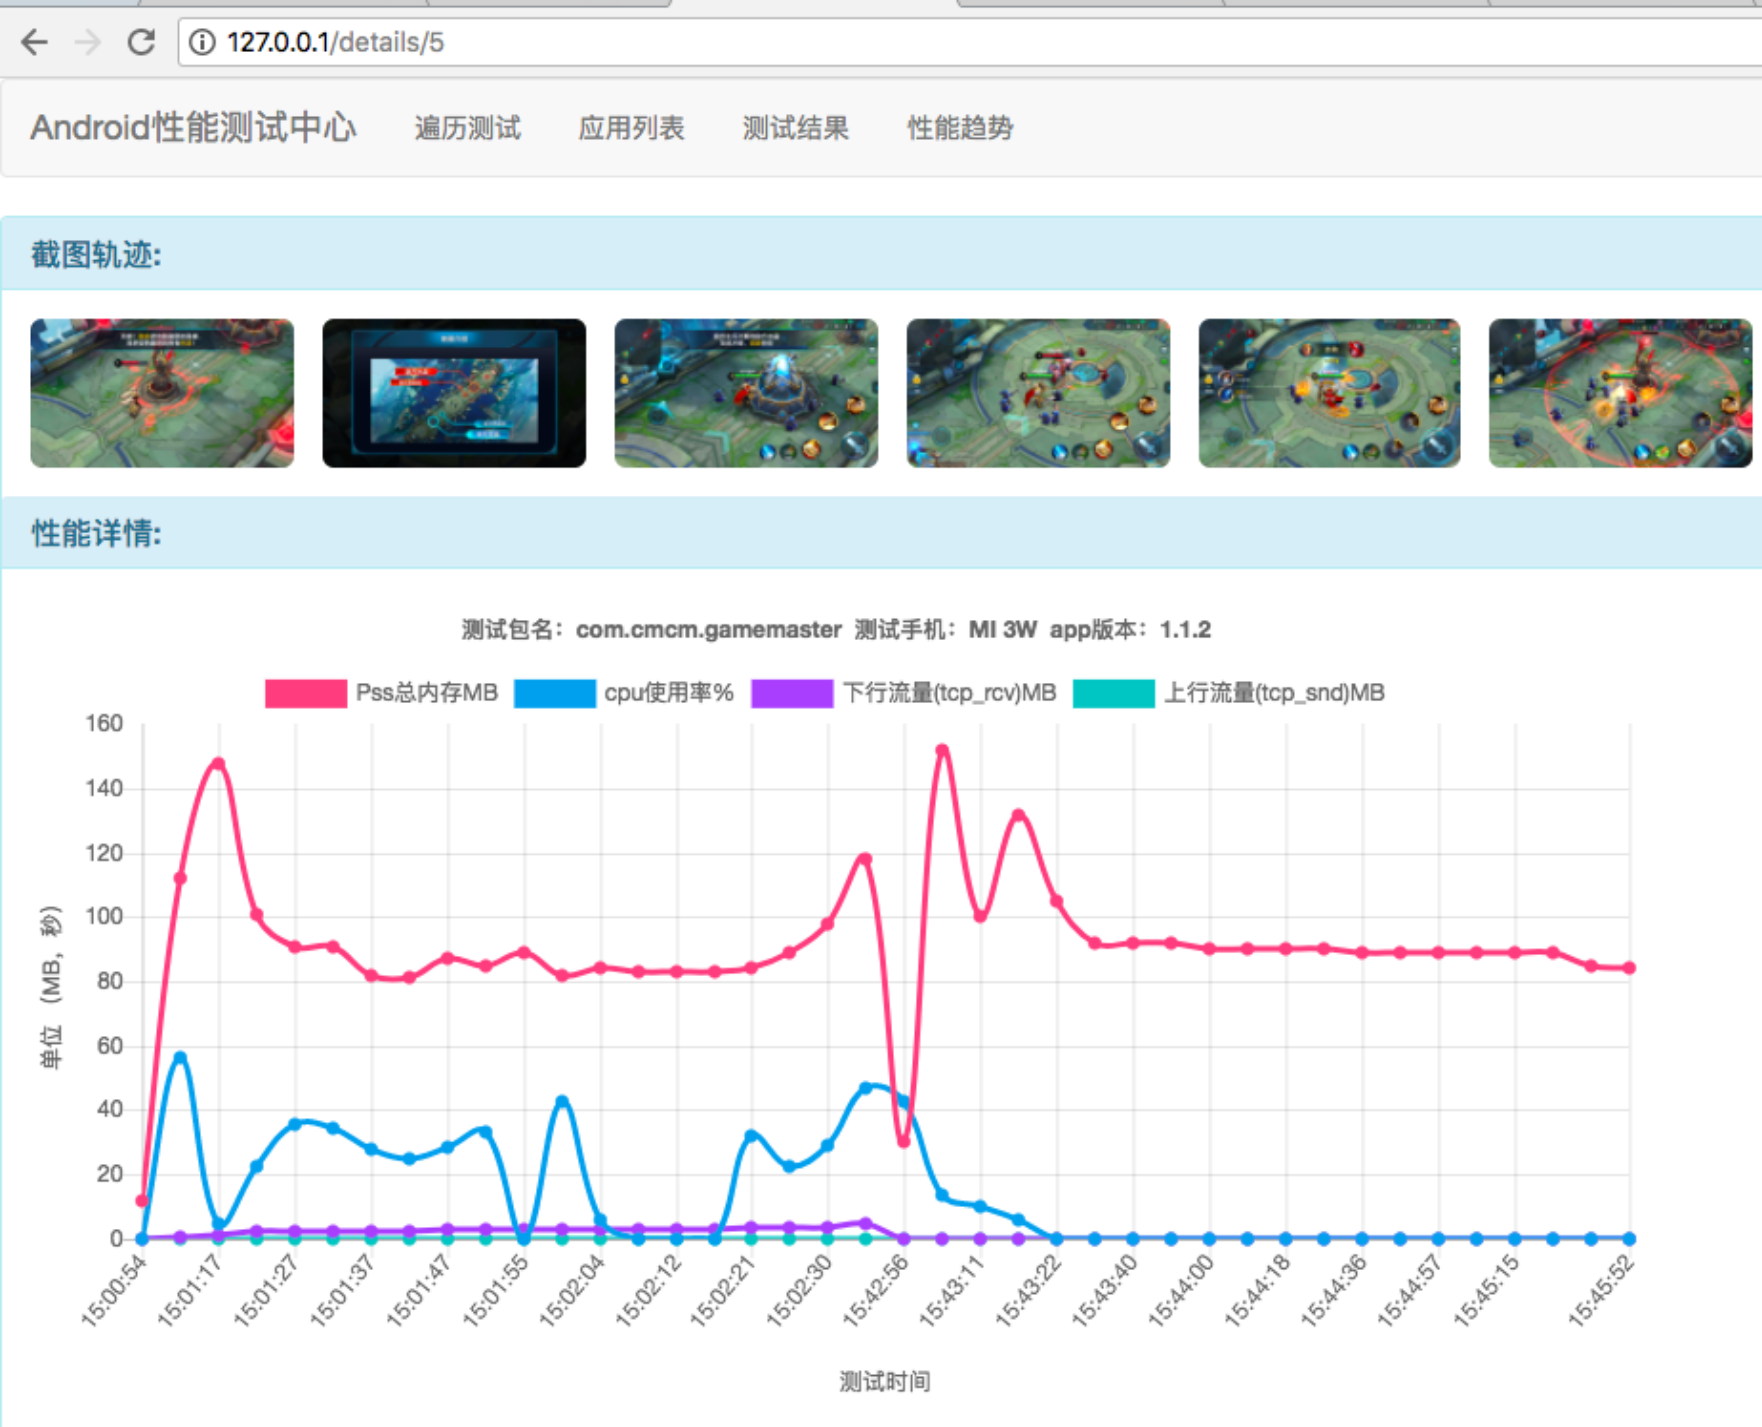 127.0.0.1/details/5
Android性能测试中心 遍历测试 应用列表 测试结果 性能趋势
截图轨迹:
性能详情:
测试包名：com.cmcm.gamemaster 测试手机：MI 3W app版本：1.1.2
Pss总内存MB cpu使用率% 下行流量(tcp_rcv)MB 上行流量(tcp_snd)MB
160
140
120
100
80
60
40
20
0
单位（MB，秒）
15:00:54 15:01:17 15:01:27 15:01:37 15:01:47 15:01:55 15:02:04 15:02:12 15:02:21 15:02:30 15:42:56 15:43:11 15:43:22 15:43:40 15:44:00 15:44:18 15:44:36 15:44:57 15:45:15 15:45:52
测试时间